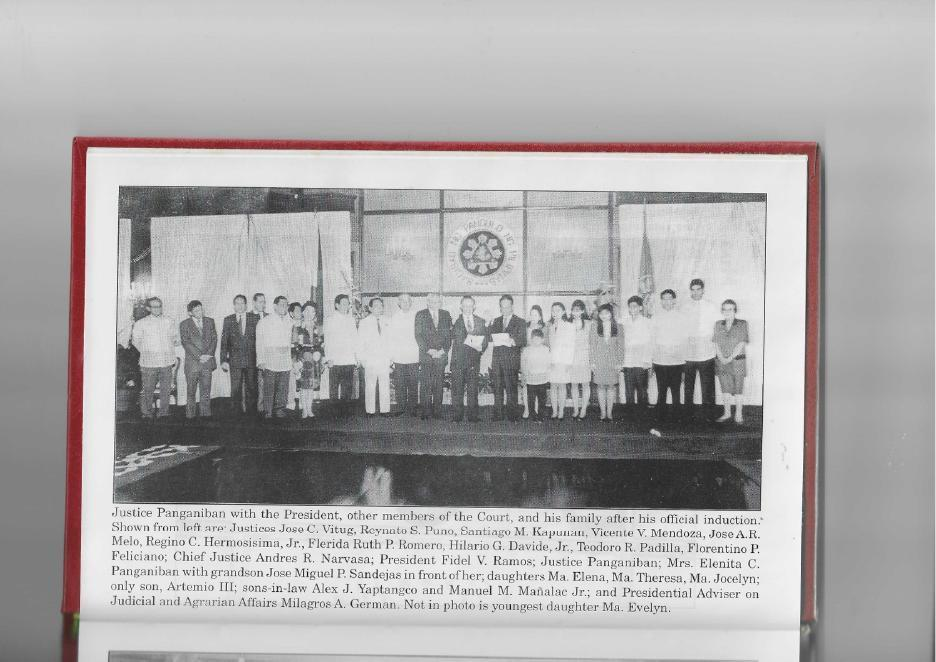 Justice Panganiban with the President, other members of the Court, and his family after his official induction.
Shown from left are: Justices Jose C. Vitug, Reynato S. Puno, Santiago M. Kapunan, Vicente V. Mendoza, Jose A.R.
Melo, Regino C. Hermosisima, Jr., Flerida Ruth P. Romero, Hilario G. Davide, Jr., Teodoro R. Padilla, Florentino P.
Feliciano; Chief Justice Andres R. Narvasa; President Fidel V. Ramos; Justice Panganiban; Mrs. Elenita C.
Panganiban with grandson Jose Miguel P. Sandejas in front of her; daughters Ma. Elena, Ma. Theresa, Ma. Jocelyn;
only son, Artemio III; sons-in-law Alex J. Yaptangco and Manuel M. Mañalac Jr.; and Presidential Adviser on
Judicial and Agrarian Affairs Milagros A. German. Not in photo is youngest daughter Ma. Evelyn.